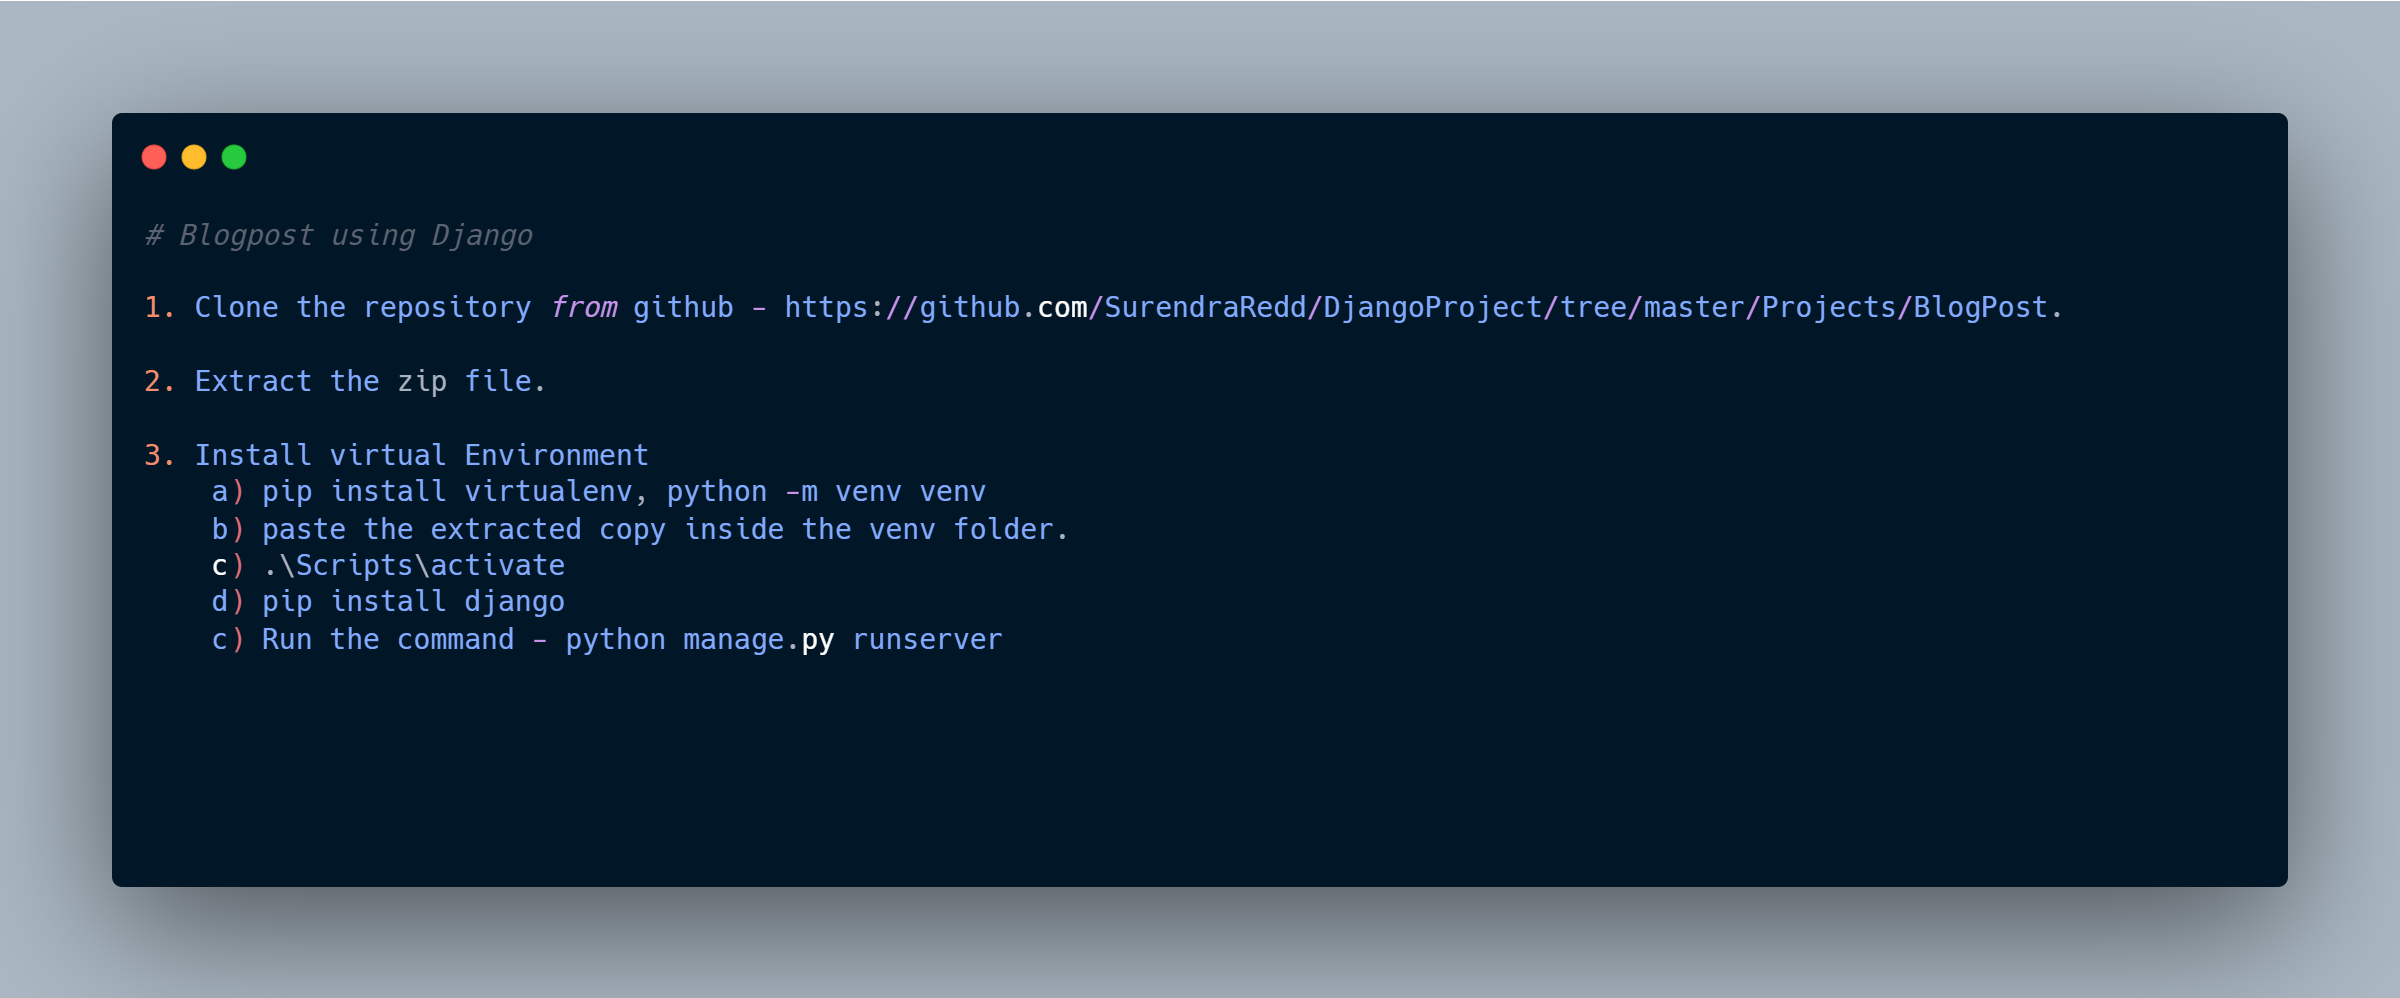 # Blogpost using Django
1. Clone the repository from github - https://github.com/SurendraRedd/DjangoProject/tree/master/Projects/BlogPost.
2. Extract the zip file.
3. Install virtual Environment
a) pip install virtualenv, python -m venv venv
b) paste the extracted copy inside the venv folder.
c) .\Scripts\activate
d) pip install django
c) Run the command - python manage.py runserver